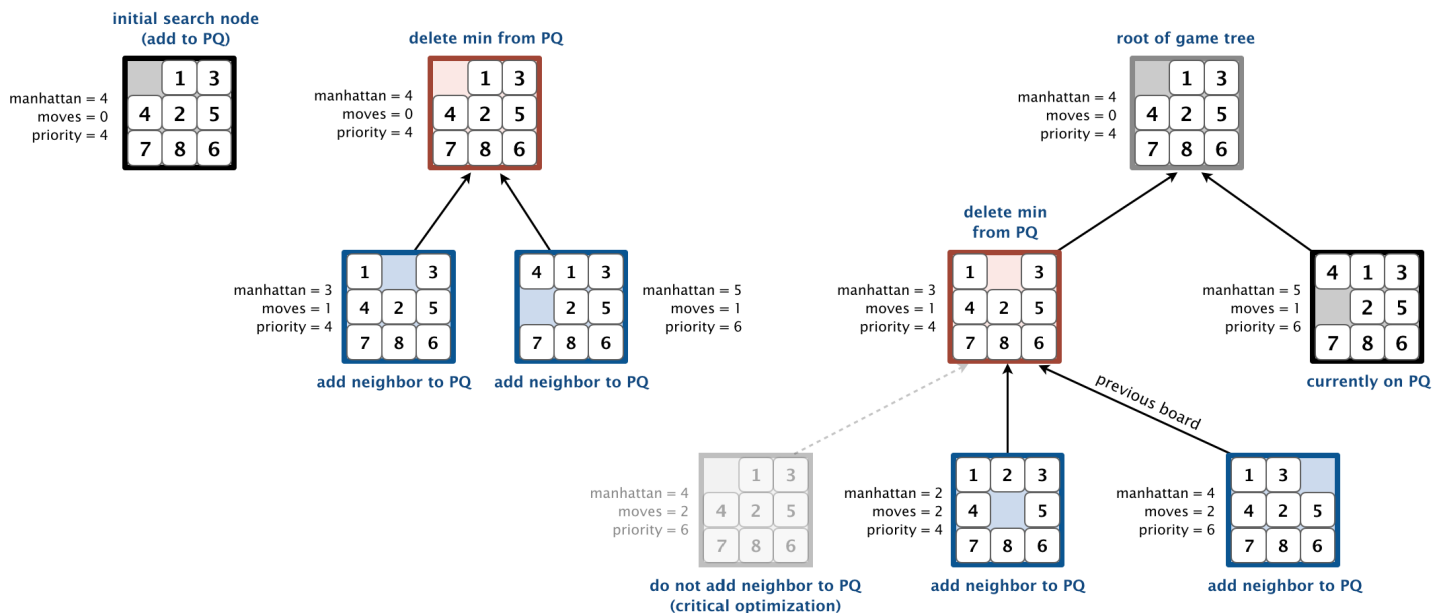 initial search node
(add to PQ)
1 3
4 2 5
7 8 6
manhattan = 4
moves = 0
priority = 4
delete min from PQ
1 3
4 2 5
7 8 6
manhattan = 4
moves = 0
priority = 4
1 3
4 2 5
7 8 6
manhattan = 3
moves = 1
priority = 4
add neighbor to PQ
4 1 3
2 5
7 8 6
manhattan = 5
moves = 1
priority = 6
add neighbor to PQ
root of game tree
1 3
4 2 5
7 8 6
manhattan = 4
moves = 0
priority = 4
delete min
from PQ
1 3
4 2 5
7 8 6
manhattan = 3
moves = 1
priority = 4
4 1 3
2 5
7 8 6
manhattan = 5
moves = 1
priority = 6
currently on PQ
previous board
1 3
4 2 5
7 8 6
manhattan = 4
moves = 2
priority = 6
do not add neighbor to PQ
(critical optimization)
1 2 3
4 5
7 8 6
manhattan = 2
moves = 2
priority = 4
add neighbor to PQ
1 3
4 2 5
7 8 6
manhattan = 4
moves = 2
priority = 6
add neighbor to PQ